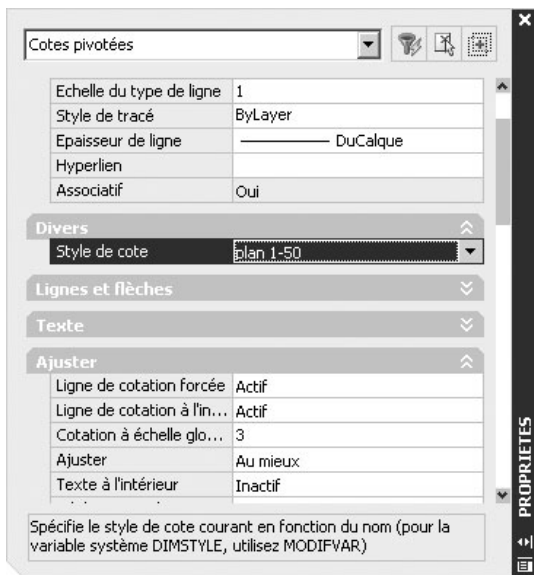 Cotes pivotées
Echelle du type de ligne 1
Style de tracé ByLayer
Epaisseur de ligne DuCalque
Hyperlien
Associatif Oui
Divers
Style de cote plan 1-50
Lignes et flèches
Texte
Ajuster
Ligne de cotation forcée Actif
Ligne de cotation à l'in... Actif
Cotation à échelle glo... 3
Ajuster Au mieux
Texte à l'intérieur Inactif
Spécifie le style de cote courant en fonction du nom (pour la
variable système DIMSTYLE, utilisez MODIFVAR)
PROPRIETES